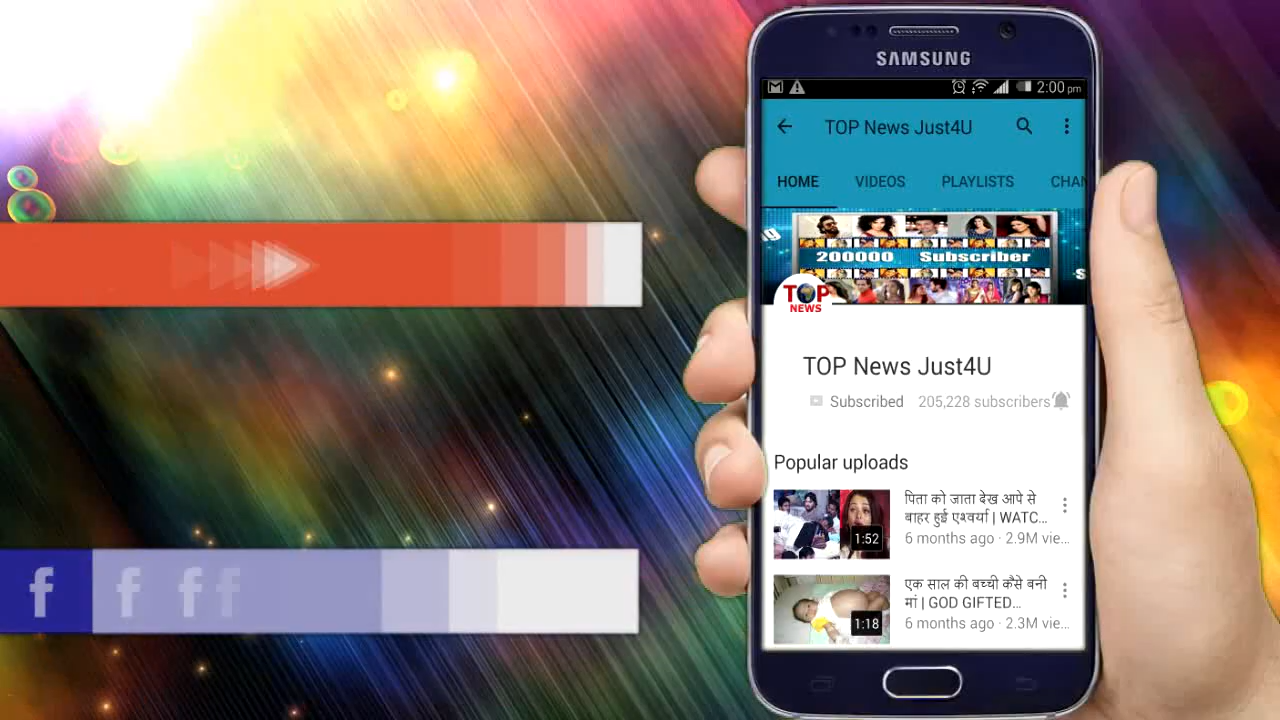 SAMSUNG
2:00 pm
TOP News Just4U
HOME VIDEOS PLAYLISTS CHAN
200000 Subscriber
TOP
NEWS
TOP News Just4U
Subscribed 205,228 subscribers
Popular uploads
पिता को जाता देख आपे से
बाहर हुई एश्वर्या | WATC...
1:52
6 months ago · 2.9M vie...
एक साल की बच्ची कैसे बनी
मां | GOD GIFTED...
1:18
6 months ago · 2.3M vie...
f f f f